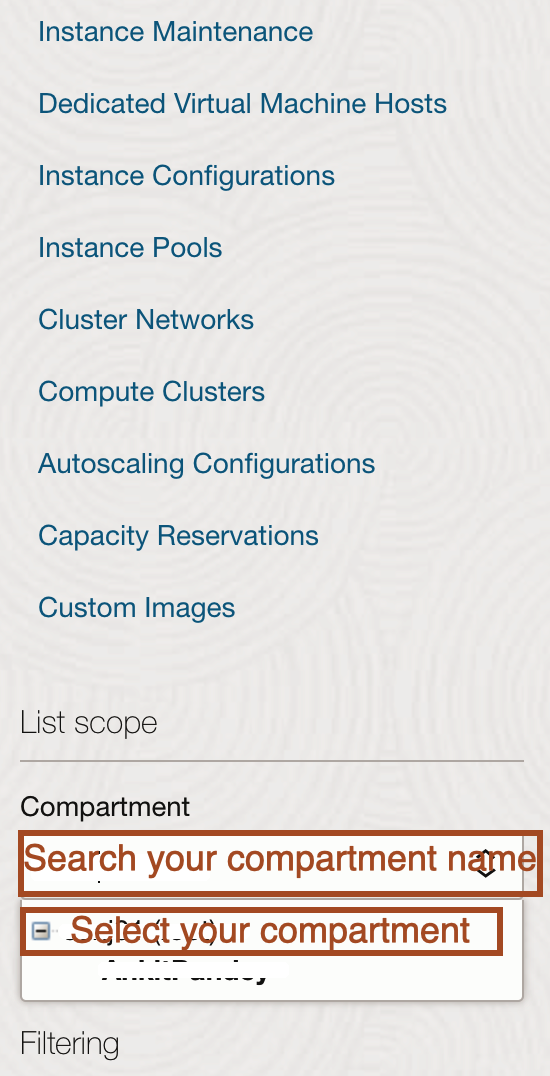 Instance Maintenance
Dedicated Virtual Machine Hosts
Instance Configurations
Instance Pools
Cluster Networks
Compute Clusters
Autoscaling Configurations
Capacity Reservations
Custom Images
List scope
Compartment
Search your compartment name
Select your compartment
Filtering